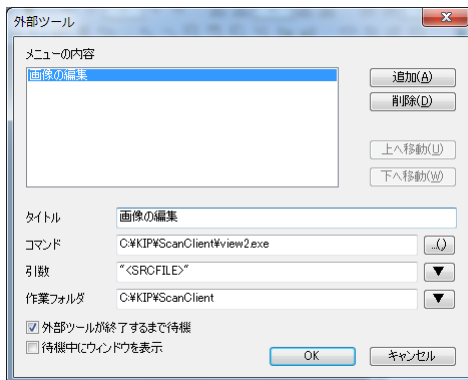 外部ツール
メニューの内容
画像の編集
追加(A)
削除(D)
上へ移動(U)
下へ移動(W)
タイトル 画像の編集
コマンド C:¥KIP¥ScanClient¥view2.exe ...()
引数 "<SRCFILE>" ▼
作業フォルダ C:¥KIP¥ScanClient ▼
外部ツールが終了するまで待機
待機中にウィンドウを表示
OK キャンセル